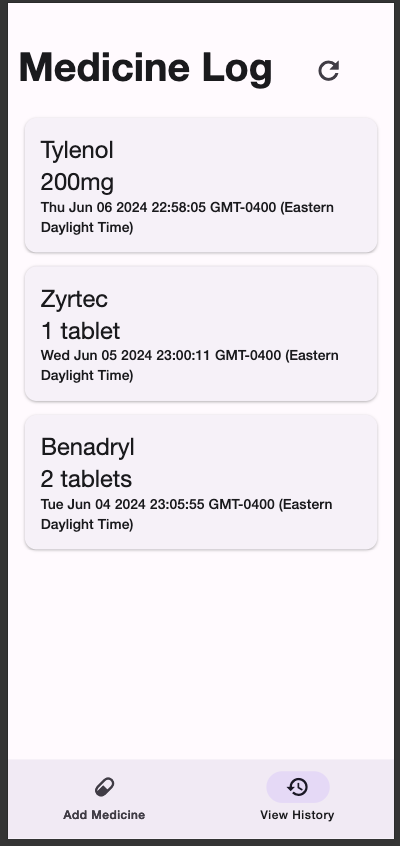 Medicine Log
Tylenol
200mg
Thu Jun 06 2024 22:58:05 GMT-0400 (Eastern
Daylight Time)
Zyrtec
1 tablet
Wed Jun 05 2024 23:00:11 GMT-0400 (Eastern
Daylight Time)
Benadryl
2 tablets
Tue Jun 04 2024 23:05:55 GMT-0400 (Eastern
Daylight Time)
Add Medicine
View History